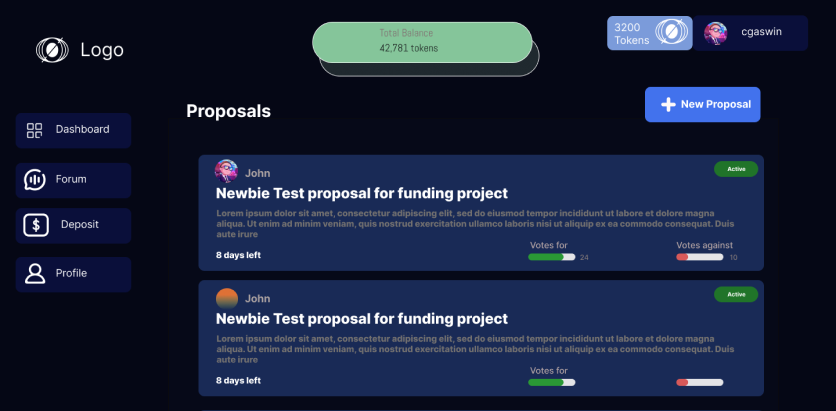 Logo
Total Balance
42,781 tokens
3200
Tokens
cgaswin
Proposals
New Proposal
Dashboard
Forum
Deposit
Profile
John
Active
Newbie Test proposal for funding project
Lorem ipsum dolor sit amet, consectetur adipiscing elit, sed do eiusmod tempor incididunt ut labore et dolore magna
aliqua. Ut enim ad minim veniam, quis nostrud exercitation ullamco laboris nisi ut aliquip ex ea commodo consequat. Duis
aute irure
8 days left
Votes for
24
Votes against
10
John
Active
Newbie Test proposal for funding project
Lorem ipsum dolor sit amet, consectetur adipiscing elit, sed do eiusmod tempor incididunt ut labore et dolore magna
aliqua. Ut enim ad minim veniam, quis nostrud exercitation ullamco laboris nisi ut aliquip ex ea commodo consequat. Duis
aute irure
8 days left
Votes for